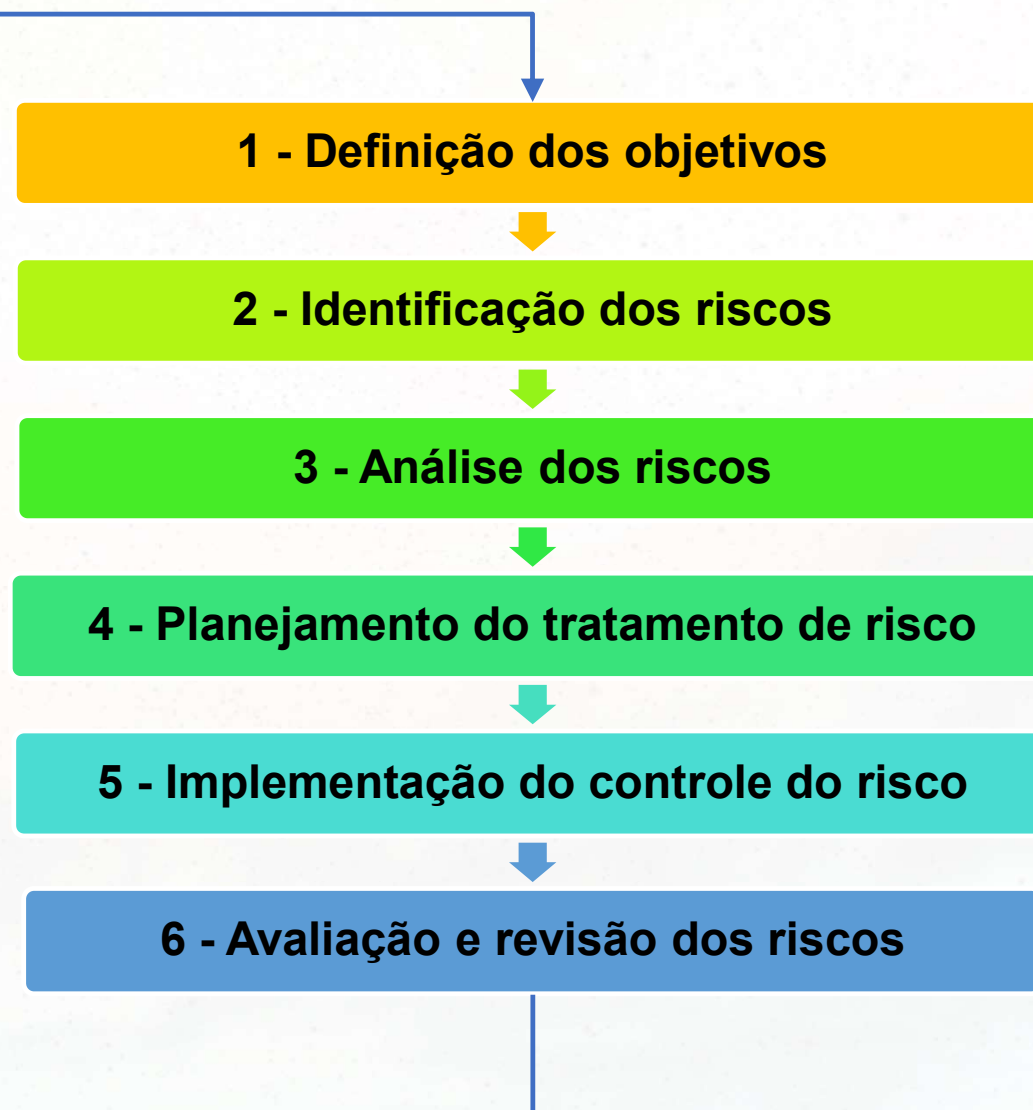 1 - Definição dos objetivos
2 - Identificação dos riscos
3 - Análise dos riscos
4 - Planejamento do tratamento de risco
5 - Implementação do controle do risco
6 - Avaliação e revisão dos riscos